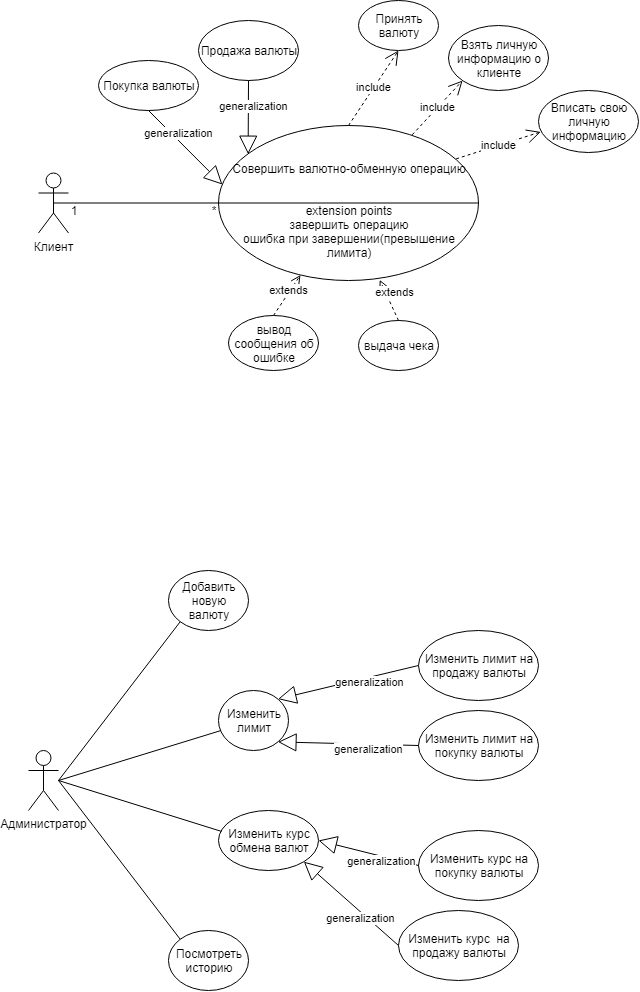 Принять
валюту
Продажа валюты
Взять личную
информацию о
клиенте
Покупка валюты
include
generalization
include
Вписать свою
личную
информацию
generalization
include
Совершить валютно-обменную операцию
1
*
extension points
завершить операцию
ошибка при завершении(превышение
лимита)
Клиент
extends
extends
вывод
сообщения об
ошибке
выдача чека
Добавить
новую
валюту
Изменить лимит на
продажу валюты
generalization
Изменить
лимит
Изменить лимит на
покупку валюты
generalization
Администратор
Изменить курс
обмена валют
generalization
Изменить курс на
покупку валюты
generalization
Изменить курс  на
продажу валюты
Посмотреть
историю